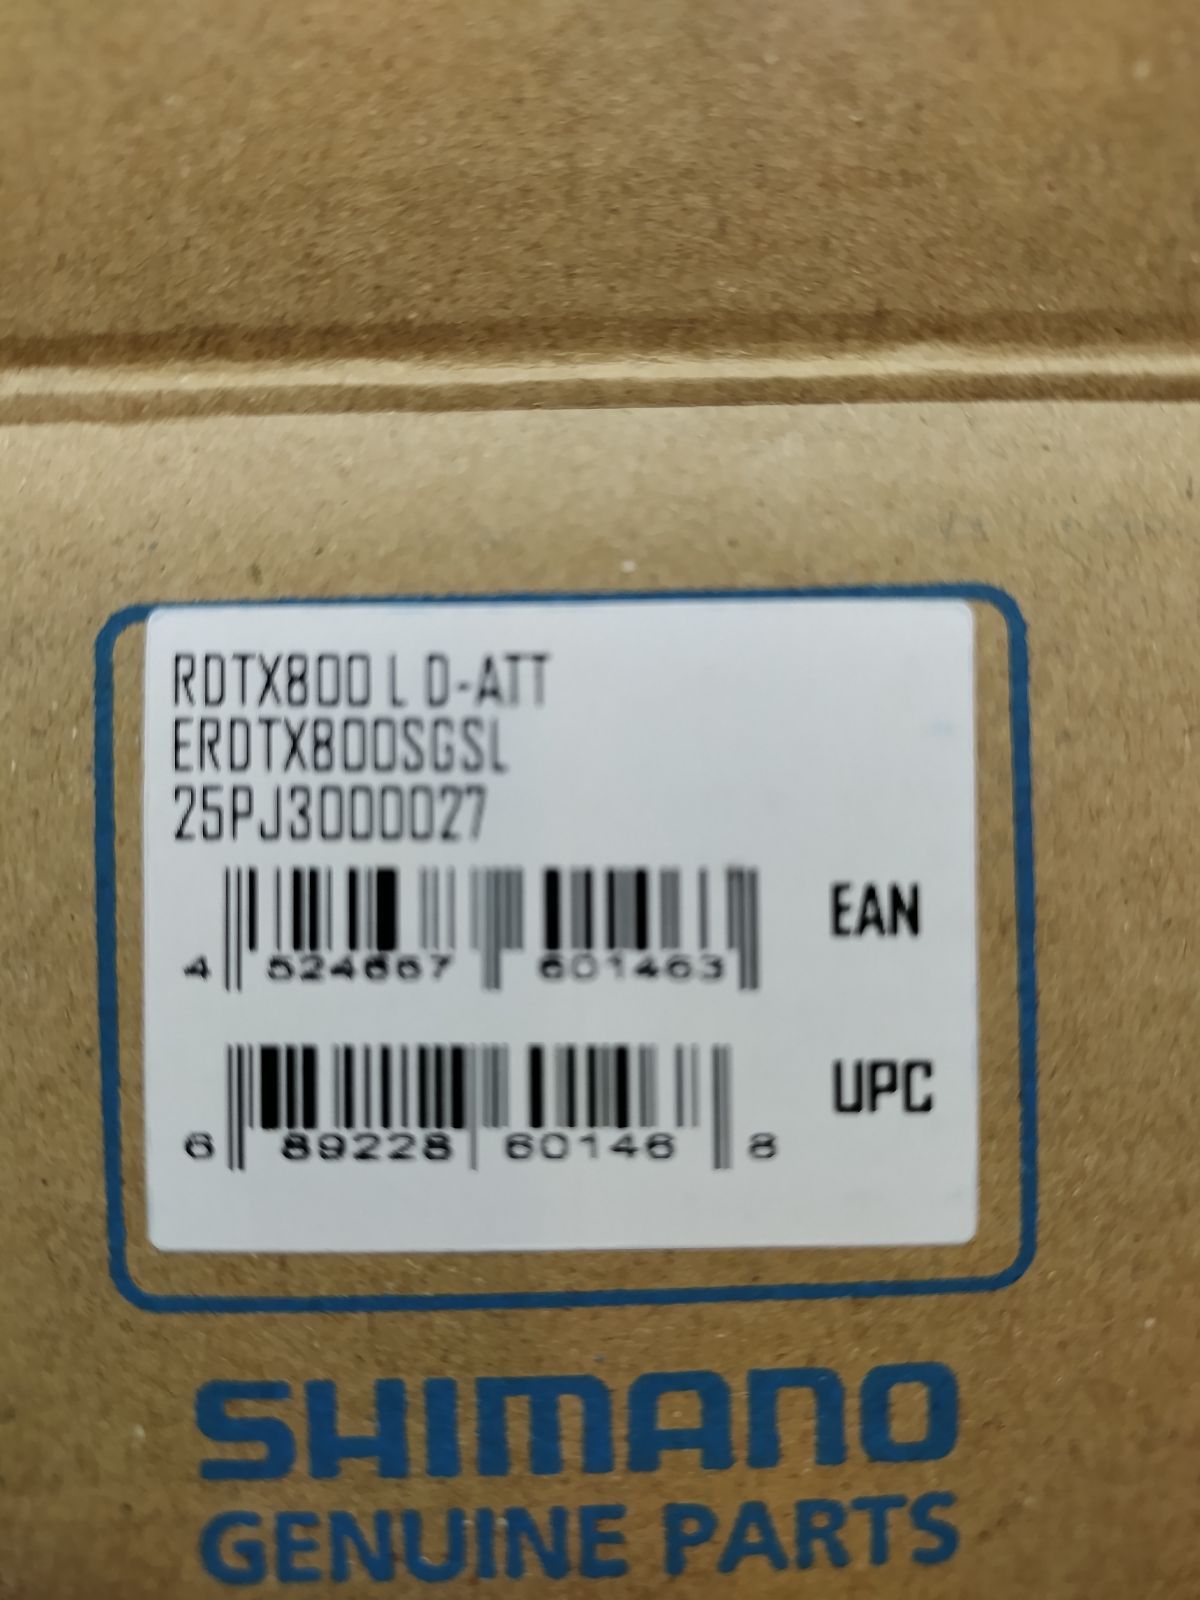 RDTX800 L D-ATT
ERDTX800SGSL
25PJ3000027
4 524667 601463 EAN
6 89228 60146 8 UPC
SHIMANO
GENUINE PARTS